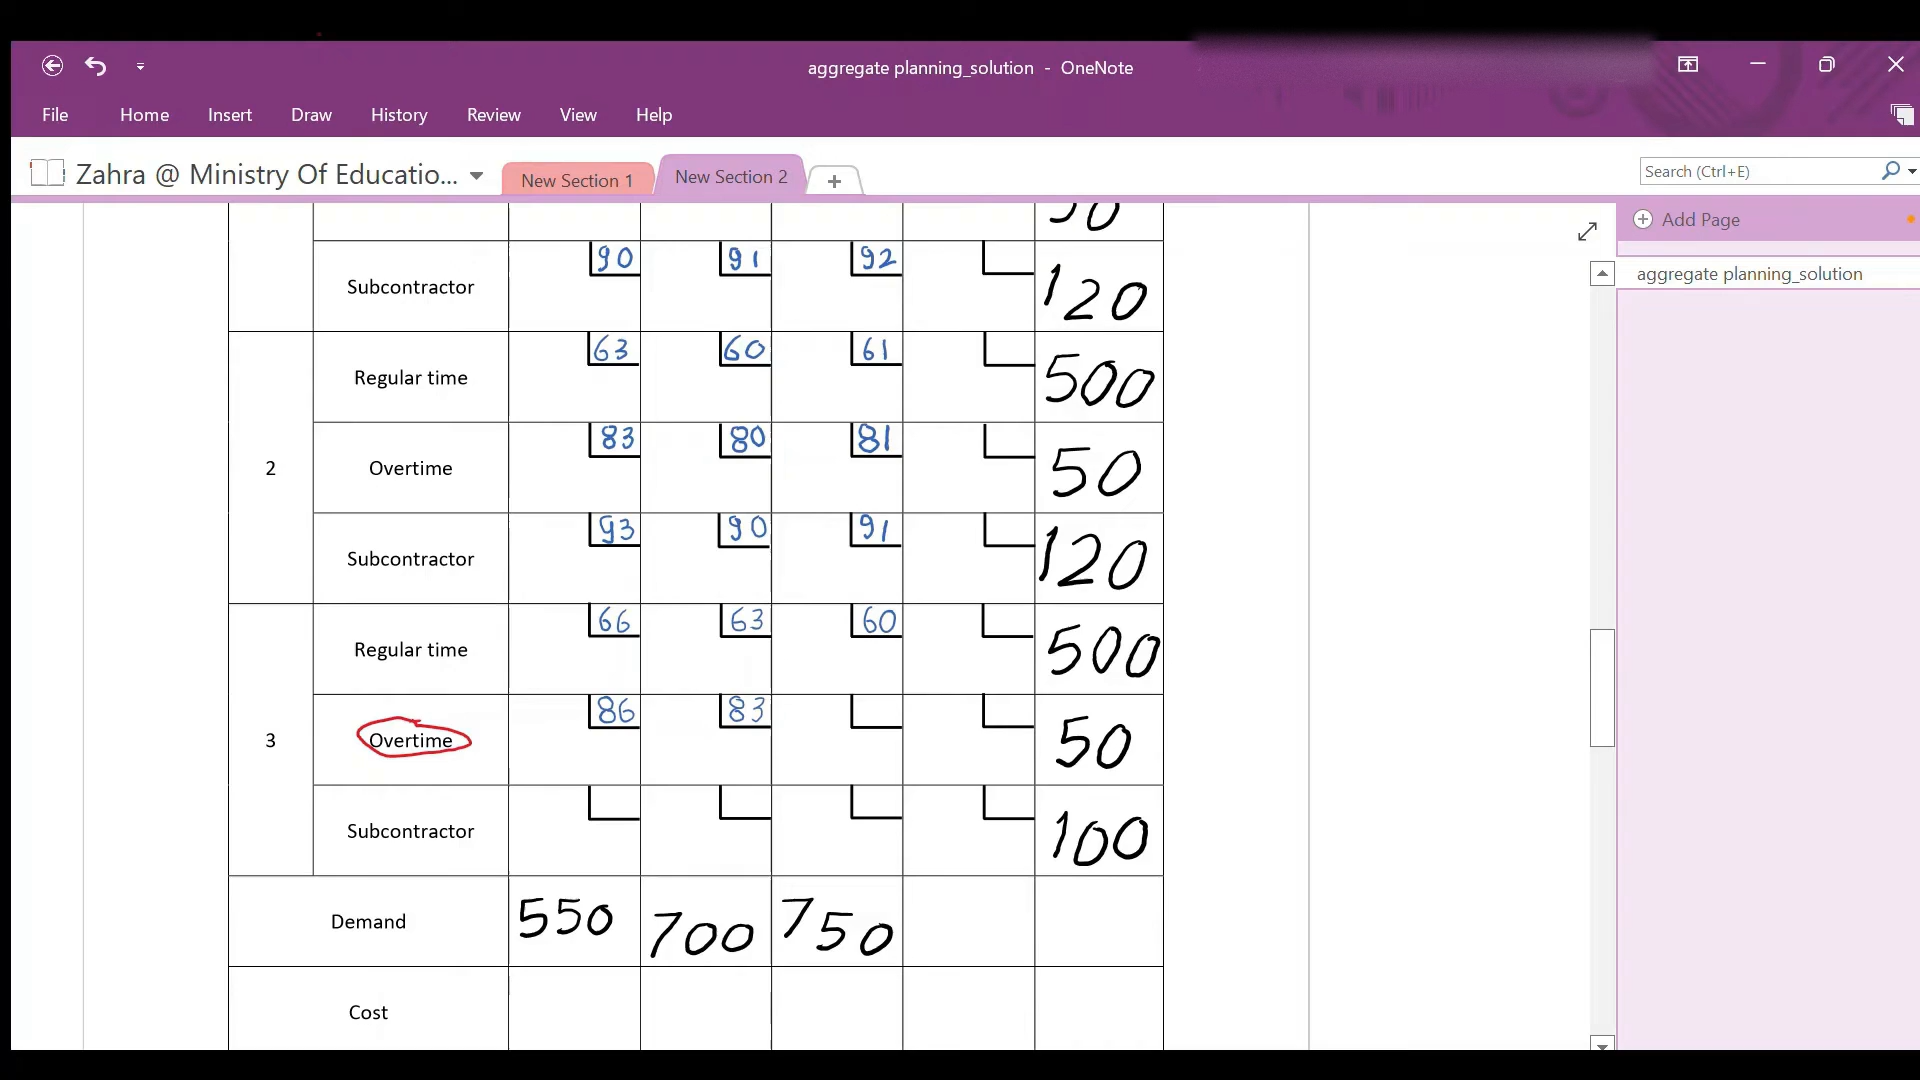 aggregate planning_solution - OneNote
File Home Insert Draw History Review View Help
Zahra @ Ministry Of Educatio... New Section 1 New Section 2 + Search (Ctrl+E)
Add Page
aggregate planning_solution
50
Subcontractor 90 91 92 120
Regular time 63 60 61 500
2 Overtime 83 80 81 50
Subcontractor 93 90 91 120
Regular time 66 63 60 500
3 Overtime 86 83 50
Subcontractor 100
Demand 550 700 750
Cost